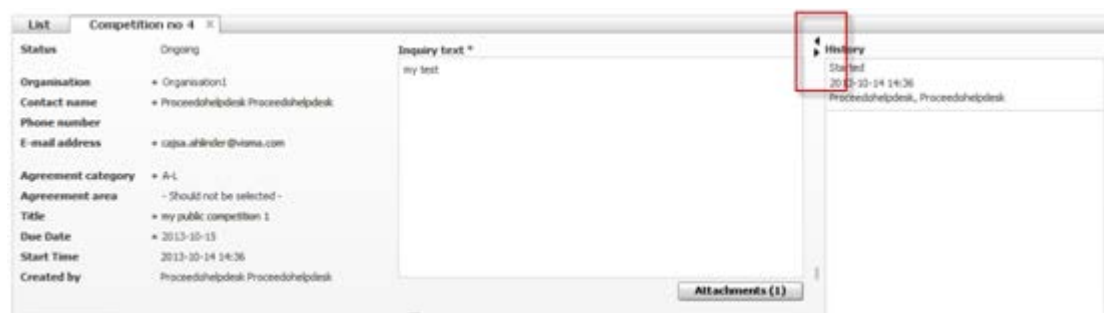 List Competition no 4
Status Ongoing
Organisation Organisation1
Contact name Proceedohelpdesk Proceedohelpdesk
Phone number
E-mail address cajsa.ahlinder@visma.com
Agreement category A-L
Agreeement area - Should not be selected -
Title my public competition 1
Due Date 2013-10-15
Start Time 2013-10-14 14:36
Created by Proceedohelpdesk Proceedohelpdesk
Inquiry text *
my test
Attachments (1)
History
Started
2013-10-14 14:36
Proceedohelpdesk, Proceedohelpdesk